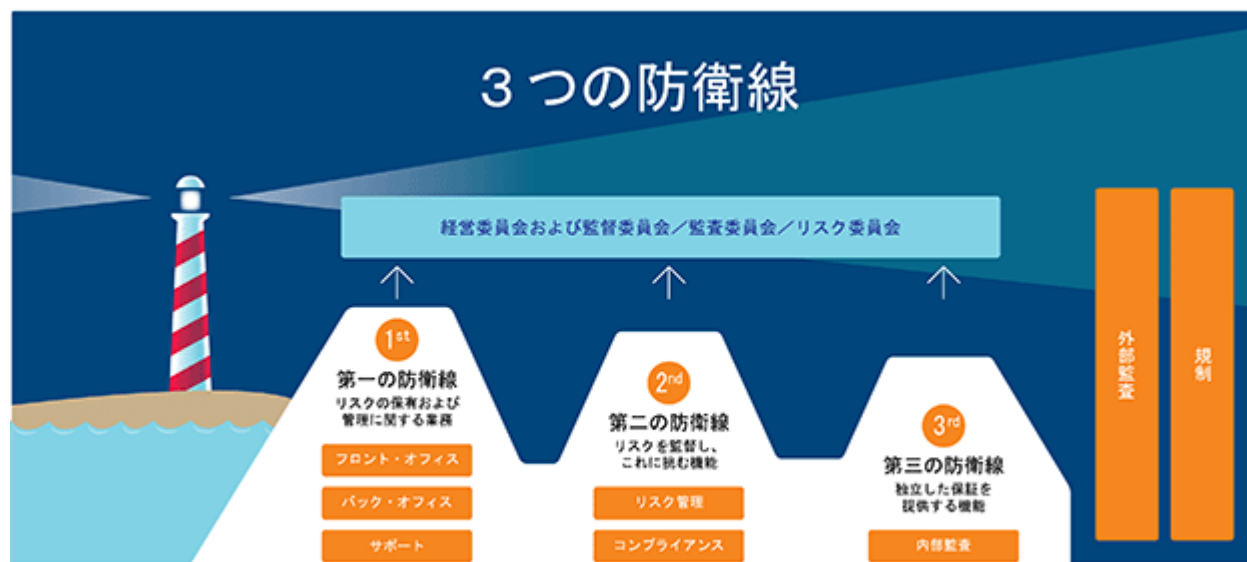 ３つの防衛線
経営委員会および監督委員会／監査委員会／リスク委員会
1st
第一の防衛線
リスクの保有および
管理に関する業務
フロント・オフィス
バック・オフィス
サポート
2nd
第二の防衛線
リスクを監督し、
これに挑む機能
リスク管理
コンプライアンス
3rd
第三の防衛線
独立した保証を
提供する機能
内部監査
外部監査
規制